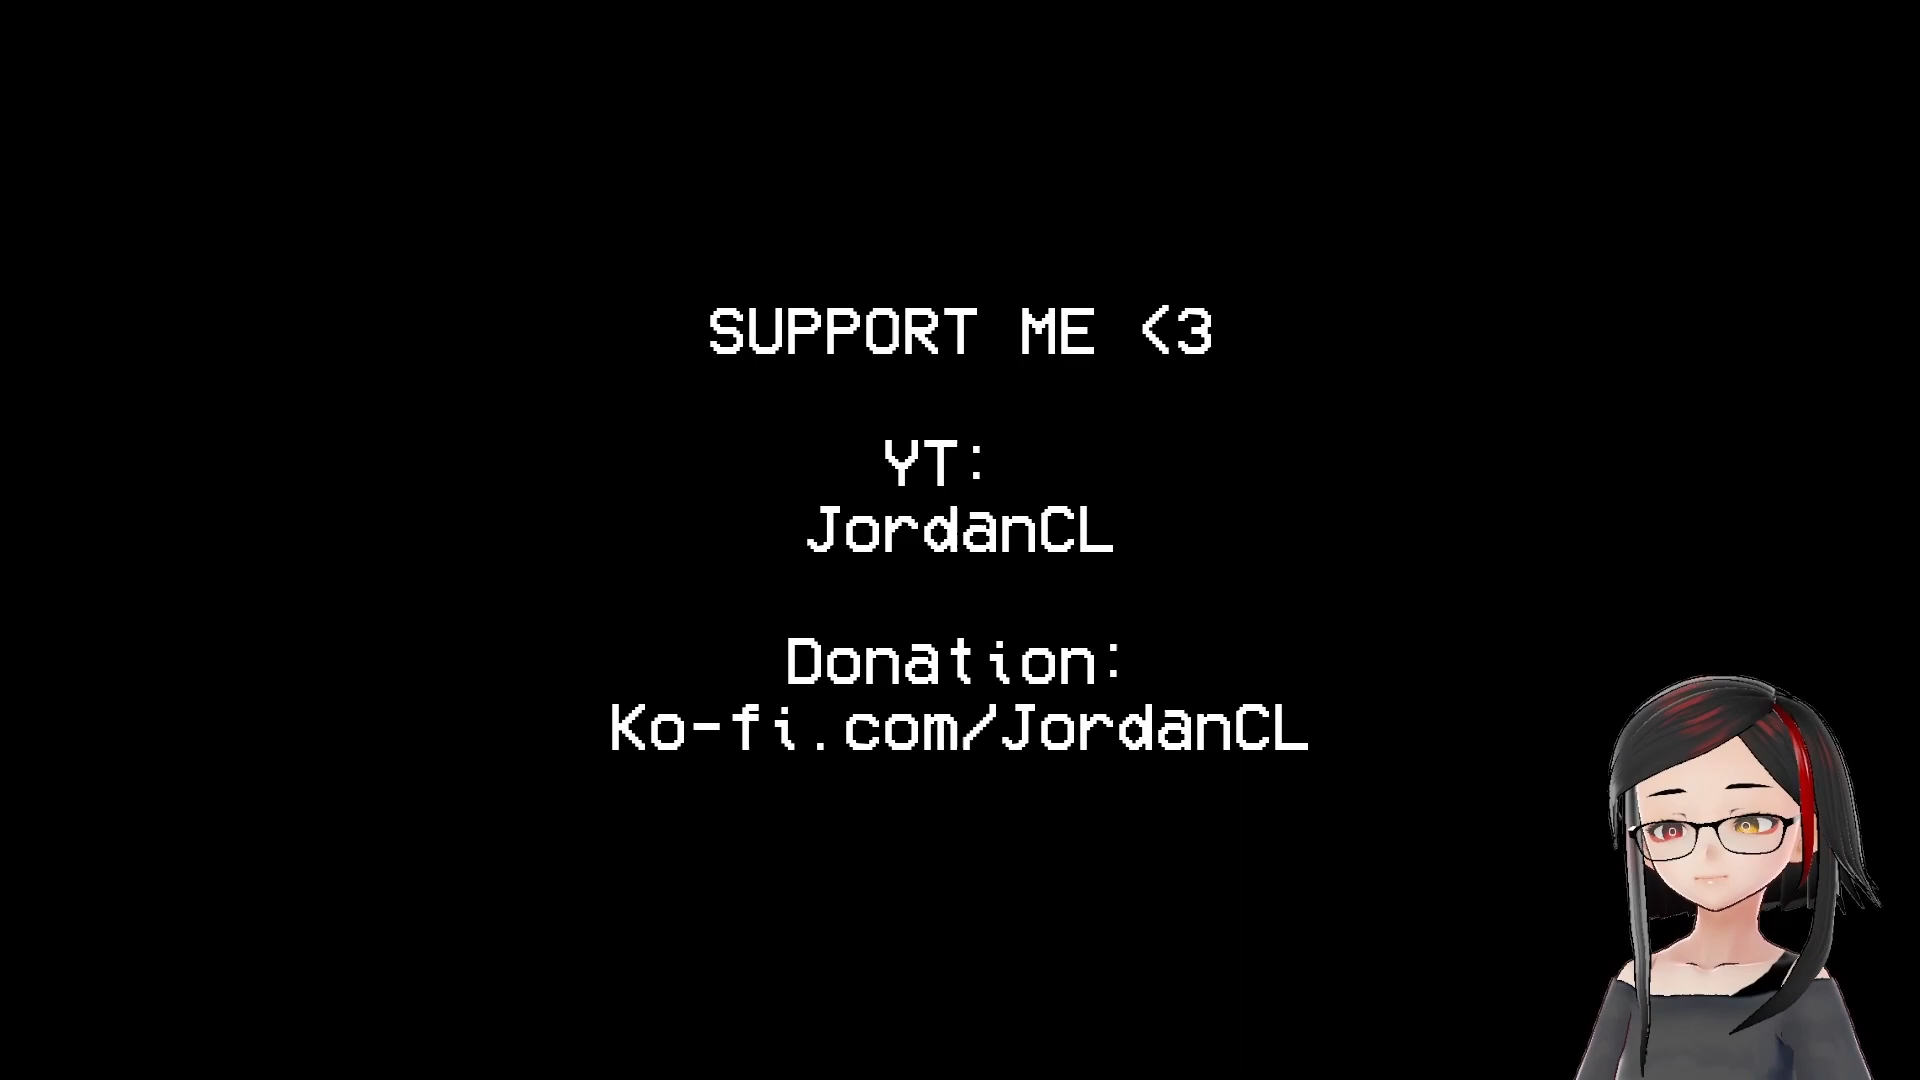 SUPPORT ME <3
YT:
JordanCL
Donation:
Ko-fi.com/JordanCL